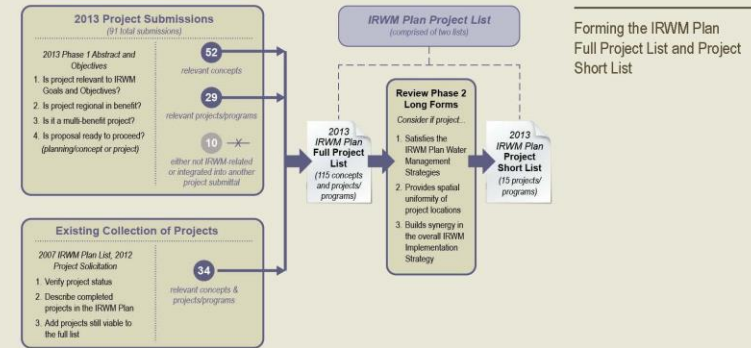 2013 Project Submissions
(91 total submissions)
2013 Phase 1 Abstract and
Objectives
1. Is project relevant to IRWM
Goals and Objectives?
2. Is project regional in benefit?
3. Is it a multi-benefit project?
4. Is proposal ready to proceed?
(planning/concept or project)
52
relevant concepts
29
relevant projects/programs
10
either not IRWM-related
or integrated into another
project submittal
Existing Collection of Projects
2007 IRWM Plan List, 2012
Project Solicitation
1. Verify project status
2. Describe completed
projects in the IRWM Plan
3. Add projects still viable to
the full list
34
relevant concepts &
projects/programs
IRWM Plan Project List
(comprised of two lists)
2013
IRWM Plan
Full Project
List
(115 concepts
and projects/
programs)
Review Phase 2
Long Forms
Consider if project...
1. Satisfies the
IRWM Plan Water
Management
Strategies
2. Provides spatial
uniformity of
project locations
3. Builds synergy in
the overall IRWM
Implementation
Strategy
2013
IRWM Plan
Project
Short List
(15 projects/
programs)
Forming the IRWM Plan
Full Project List and Project
Short List